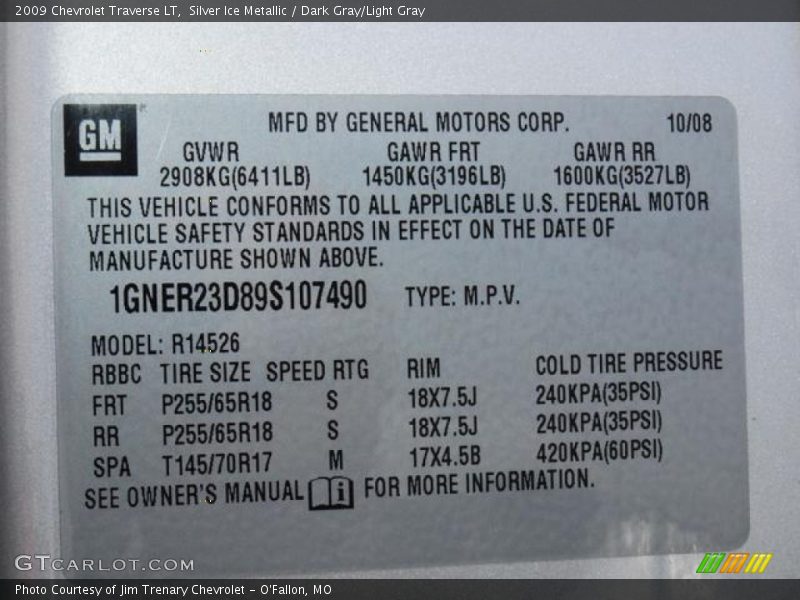 2009 Chevrolet Traverse LT, Silver Ice Metallic / Dark Gray/Light Gray
GM
MFD BY GENERAL MOTORS CORP. 10/08
GVWR GAWR FRT GAWR RR
2908KG(6411LB) 1450KG(3196LB) 1600KG(3527LB)
THIS VEHICLE CONFORMS TO ALL APPLICABLE U.S. FEDERAL MOTOR
VEHICLE SAFETY STANDARDS IN EFFECT ON THE DATE OF
MANUFACTURE SHOWN ABOVE.
1GNER23D89S107490 TYPE: M.P.V.
MODEL: R14526
RBBC TIRE SIZE SPEED RTG RIM COLD TIRE PRESSURE
FRT P255/65R18 S 18X7.5J 240KPA(35PSI)
RR P255/65R18 S 18X7.5J 240KPA(35PSI)
SPA T145/70R17 M 17X4.5B 420KPA(60PSI)
SEE OWNER'S MANUAL i FOR MORE INFORMATION.
GTCARLOT.COM
Photo Courtesy of Jim Trenary Chevrolet - O'Fallon, MO